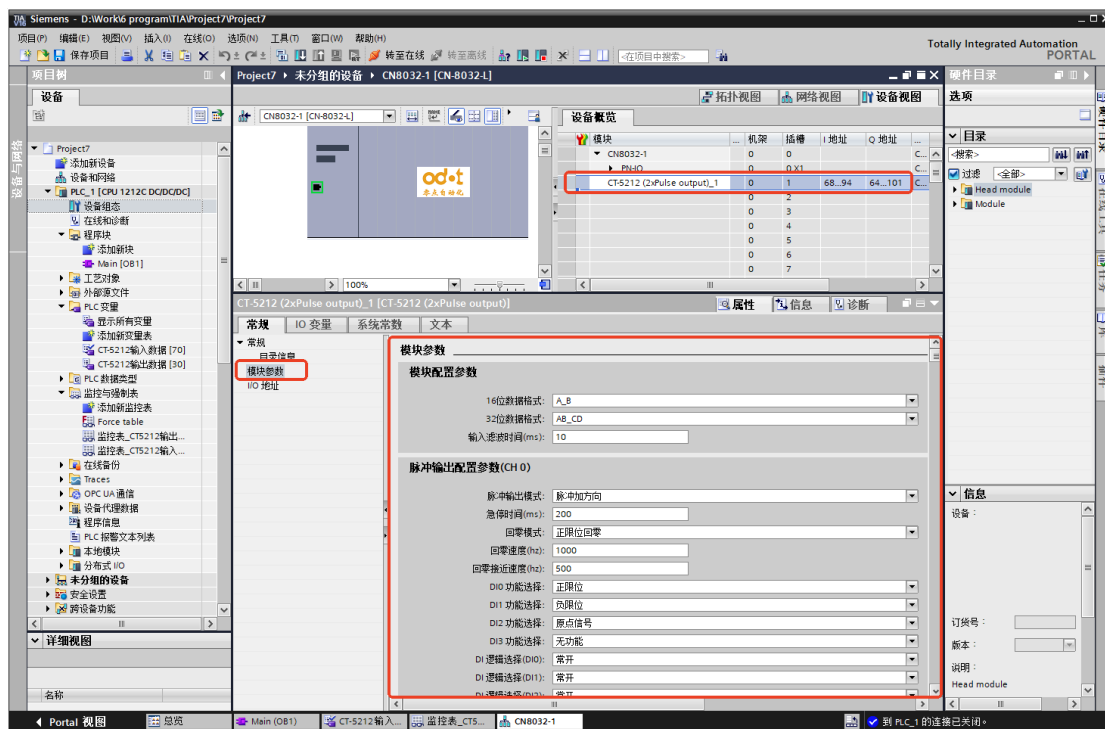 Siemens - D:\Work\6 program\TIA\Project7\Project7
项目(P) 编辑(E) 视图(V) 插入(I) 在线(O) 选项(N) 工具(T) 窗口(W) 帮助(H)
Totally Integrated Automation
PORTAL
保存项目 转至在线 转至离线 <在项目中搜索>
项目树
设备
设备与网络
Project7
添加新设备
设备和网络
PLC_1 [CPU 1212C DC/DC/DC]
设备组态
在线和诊断
程序块
添加新块
Main [OB1]
工艺对象
外部源文件
PLC 变量
显示所有变量
添加新变量表
CT-5212输入数据 [70]
CT-5212输出数据 [30]
PLC 数据类型
监控与强制表
添加新监控表
Force table
监控表_CT5212输出...
监控表_CT5212输入...
在线备份
Traces
OPC UA 通信
设备代理数据
程序信息
PLC 报警文本列表
本地模块
分布式 I/O
未分组的设备
安全设置
跨设备功能
详细视图
名称
Project7 ▸ 未分组的设备 ▸ CN8032-1 [CN-8032-L]
拓扑视图 网络视图 设备视图
CN8032-1 [CN-8032-L]
odot
零点自动化
100%
设备概览
模块 ... 机架 插槽 I 地址 Q 地址 ...
CN8032-1 0 0 C...
PN-IO 0 0 X1 C...
CT-5212 (2xPulse output)_1 0 1 68...94 64...101 C...
0 2
0 3
0 4
0 5
0 6
0 7
CT-5212 (2xPulse output)_1 [CT-5212 (2xPulse output)]
属性 信息 诊断
常规 IO 变量 系统常数 文本
常规
目录信息
模块参数
I/O 地址
模块参数
模块配置参数
16位数据格式: A_B
32位数据格式: AB_CD
输入滤波时间(ms): 10
脉冲输出配置参数(CH 0)
脉冲输出模式: 脉冲加方向
急停时间(ms): 200
回零模式: 正限位回零
回零速度(hz): 1000
回零接近速度(hz): 500
DI0 功能选择: 正限位
DI1 功能选择: 负限位
DI2 功能选择: 原点信号
DI3 功能选择: 无功能
DI 逻辑选择(DI0): 常开
DI 逻辑选择(DI1): 常开
DI 逻辑选择(DI2): 常开
硬件目录
选项
目录
<搜索>
过滤 <全部>
Head module
Module
信息
设备：
订货号：
版本：
说明：
Head module
Portal 视图 总览 Main (OB1) CT-5212输入... 监控表_CT5... CN8032-1 到 PLC_1 的连接已关闭。